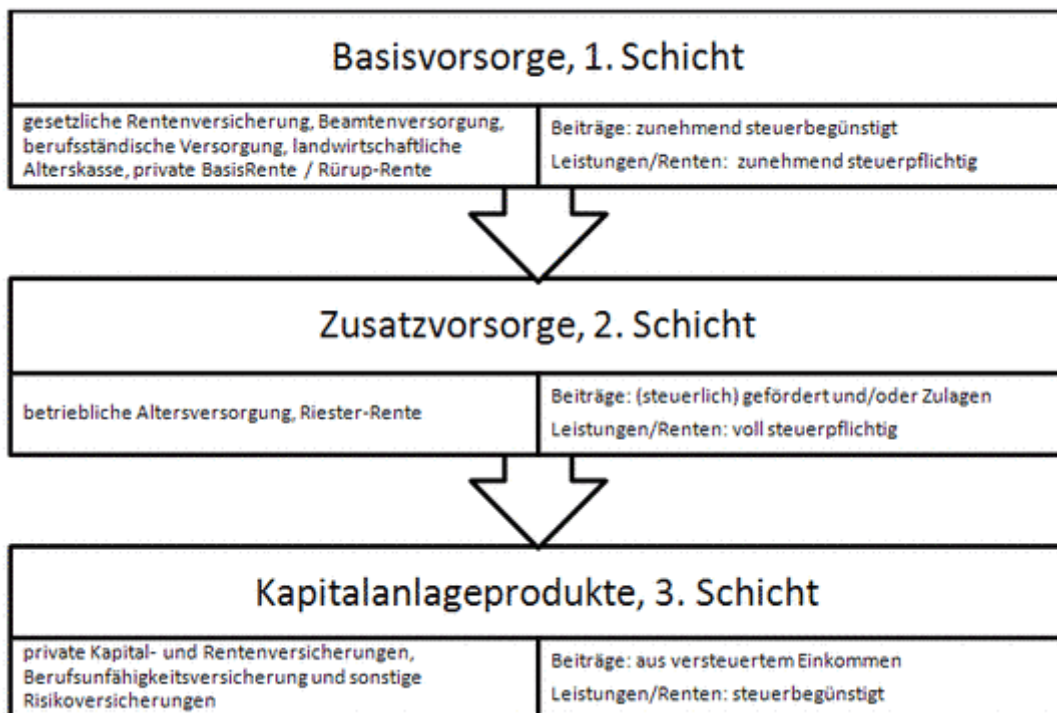 Basisvorsorge, 1. Schicht
gesetzliche Rentenversicherung, Beamtenversorgung,
berufsständische Versorgung, landwirtschaftliche
Alterskasse, private BasisRente / Rürup-Rente
Beiträge: zunehmend steuerbegünstigt
Leistungen/Renten: zunehmend steuerpflichtig
Zusatzvorsorge, 2. Schicht
betriebliche Altersversorgung, Riester-Rente
Beiträge: (steuerlich) gefördert und/oder Zulagen
Leistungen/Renten: voll steuerpflichtig
Kapitalanlageprodukte, 3. Schicht
private Kapital- und Rentenversicherungen,
Berufsunfähigkeitsversicherung und sonstige
Risikoversicherungen
Beiträge: aus versteuertem Einkommen
Leistungen/Renten: steuerbegünstigt